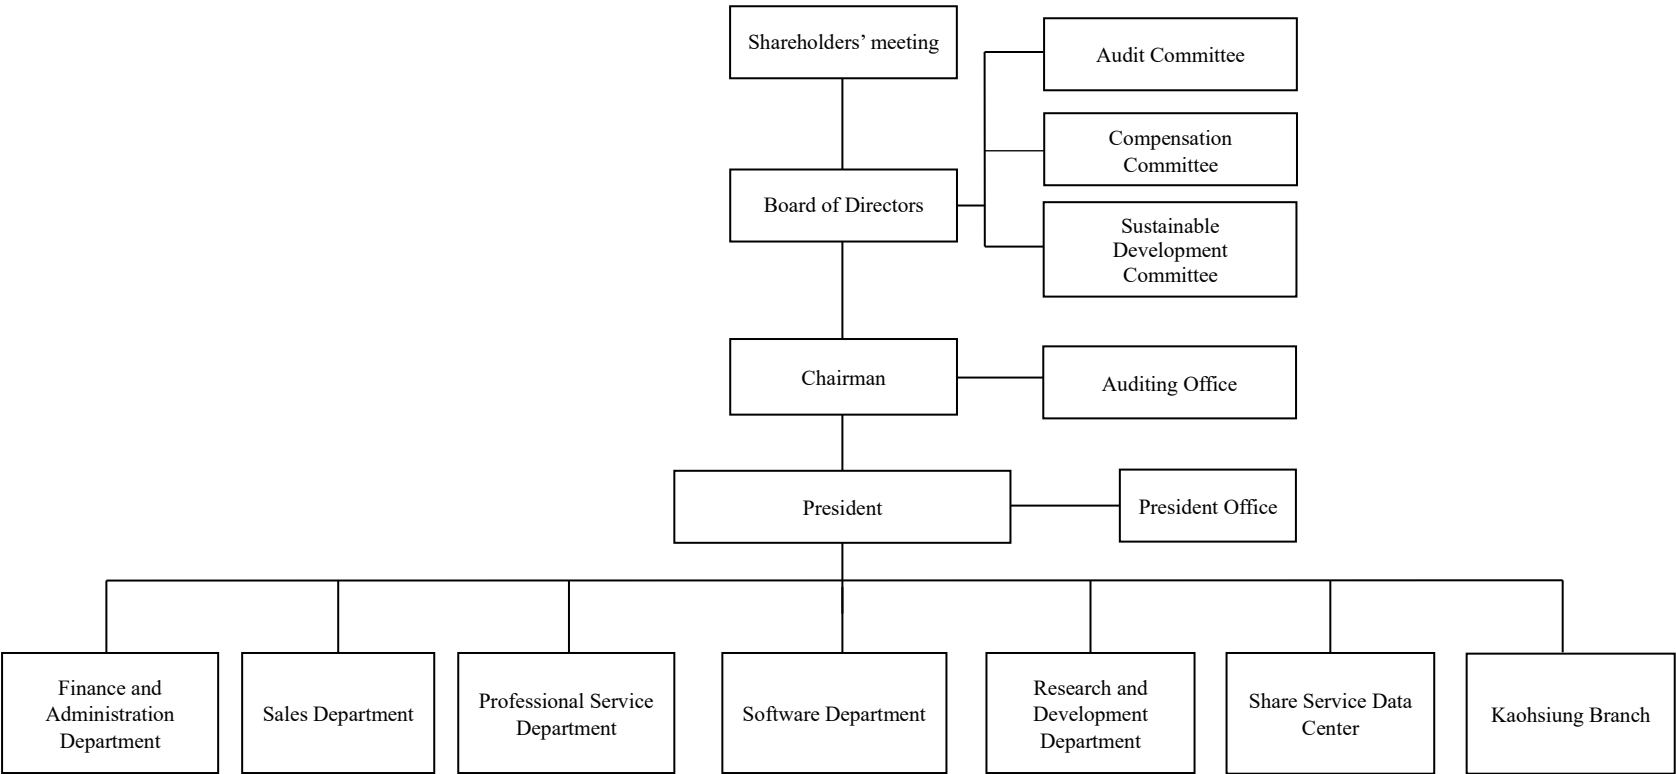 Shareholders’ meeting
Audit Committee
Compensation
Committee
Board of Directors
Sustainable
Development
Committee
Chairman
Auditing Office
President
President Office
Finance and
Administration
Department
Sales Department
Professional Service
Department
Software Department
Research and
Development
Department
Share Service Data
Center
Kaohsiung Branch